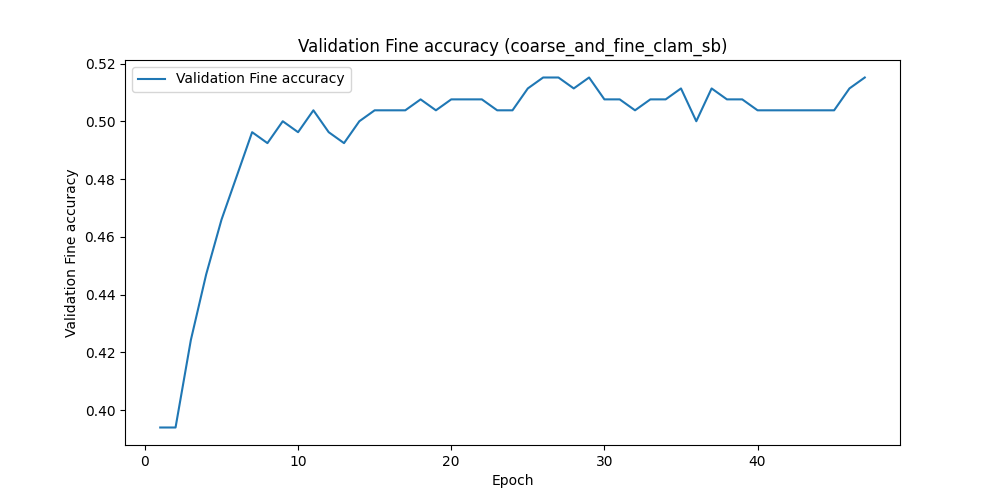 Validation Fine accuracy (coarse_and_fine_clam_sb)
Validation Fine accuracy
0.52
0.50
0.48
0.46
0.44
0.42
0.40
Validation Fine accuracy
0 10 20 30 40
Epoch